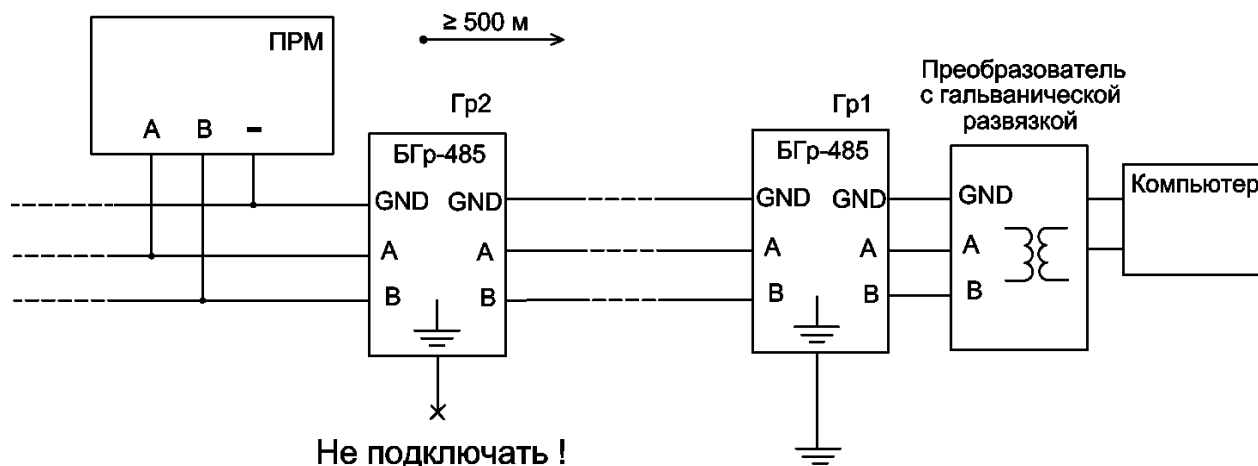 ПРМ
А В –
≥ 500 м
Гр2
БГр-485
GND GND
А А
В В
Не подключать !
Гр1
БГр-485
GND GND
А А
В В
Преобразователь
с гальванической
развязкой
GND
А
В
Компьютер